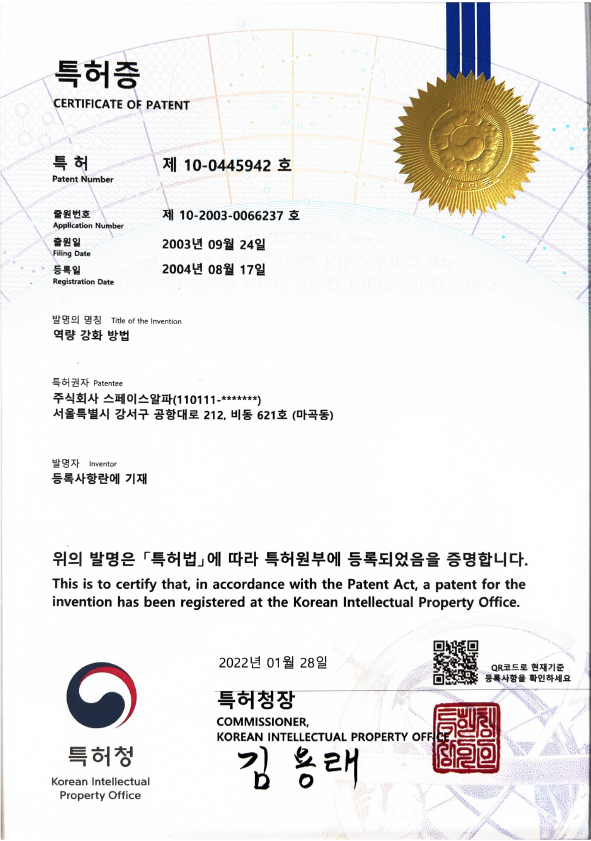 특허증
CERTIFICATE OF PATENT
특 허 제 10-0445942 호
Patent Number
출원번호 제 10-2003-0066237 호
Application Number
출원일 2003년 09월 24일
Filing Date
등록일 2004년 08월 17일
Registration Date
발명의 명칭 Title of the Invention
역량 강화 방법
특허권자 Patentee
주식회사 스페이스알파(110111-*******)
서울특별시 강서구 공항대로 212, 비동 621호 (마곡동)
발명자 Inventor
등록사항란에 기재
위의 발명은 「특허법」에 따라 특허원부에 등록되었음을 증명합니다.
This is to certify that, in accordance with the Patent Act, a patent for the
invention has been registered at the Korean Intellectual Property Office.
2022년 01월 28일
QR코드로 현재기준
등록사항을 확인하세요
특허청장
COMMISSIONER,
KOREAN INTELLECTUAL PROPERTY OFFICE
김용래
특허청
Korean Intellectual
Property Office